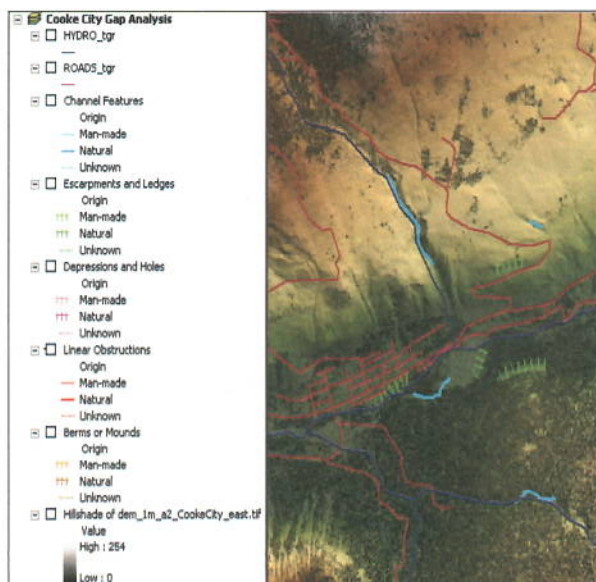 Cooke City Gap Analysis
HYDRO_tgr
ROADS_tgr
Channel Features
Origin
Man-made
Natural
Unknown
Escarpments and Ledges
Origin
Man-made
Natural
Unknown
Depressions and Holes
Origin
Man-made
Natural
Unknown
Linear Obstructions
Origin
Man-made
Natural
Unknown
Berms or Mounds
Origin
Man-made
Natural
Unknown
Hillshade of dem_1m_a2_CookeCity_east.tif
Value
High : 254
Low : 0